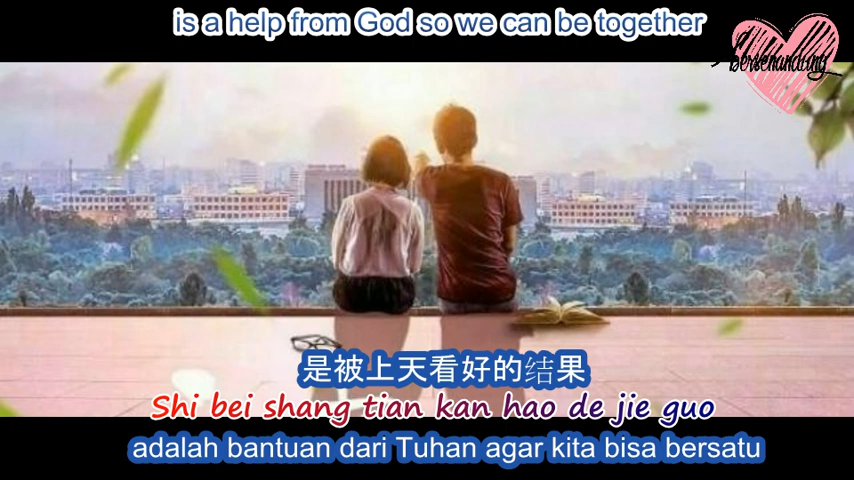 is a help from God so we can be together
bersenandung
是被上天看好的结果
Shi bei shang tian kan hao de jie guo
adalah bantuan dari Tuhan agar kita bisa bersatu